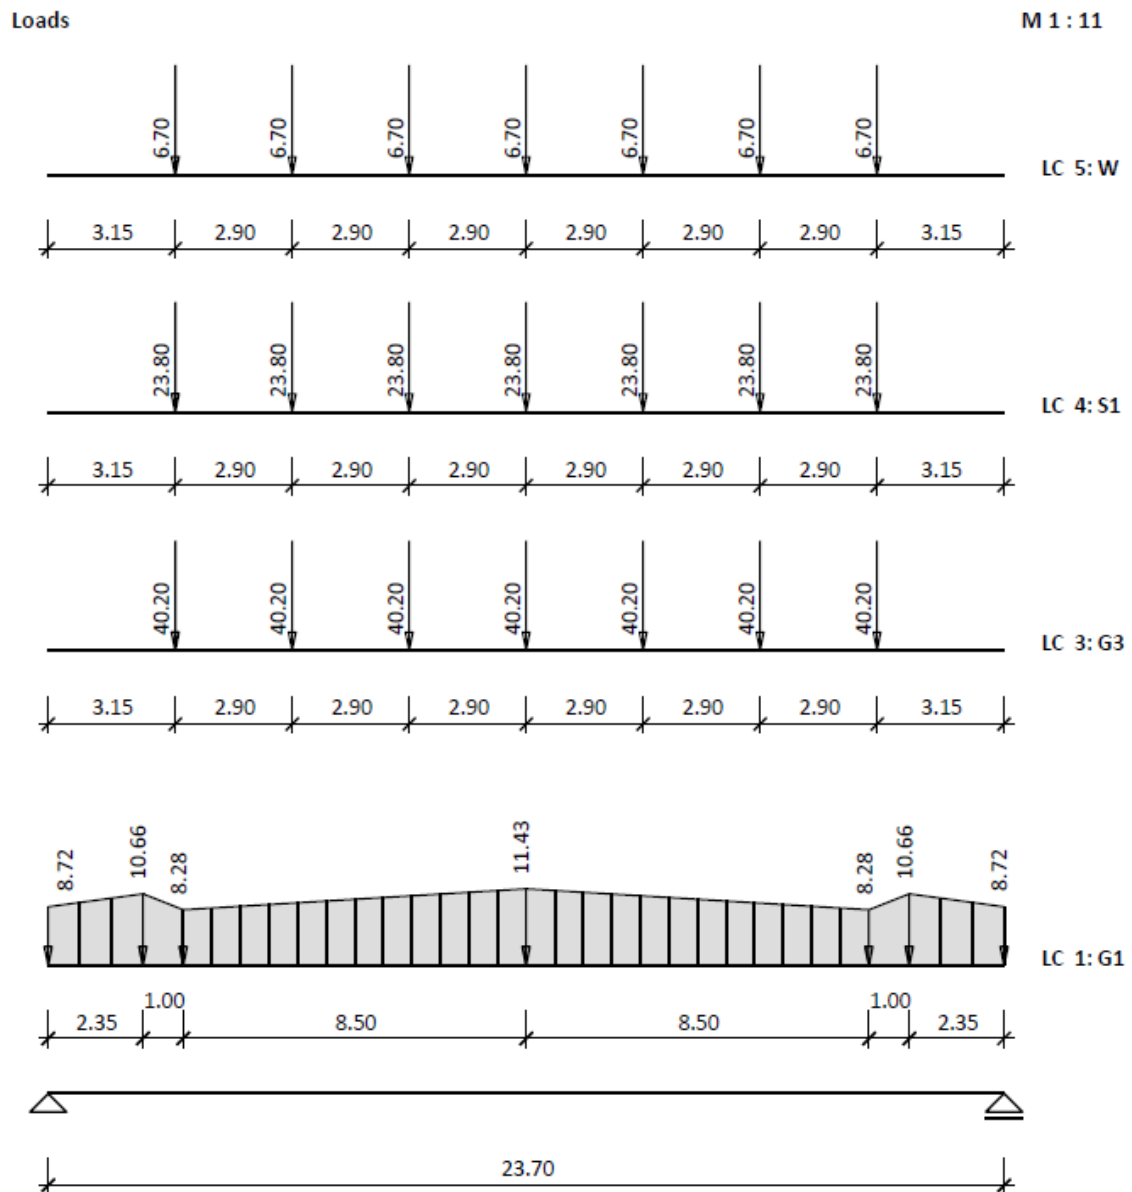 Loads M 1 : 11
6.70 6.70 6.70 6.70 6.70 6.70 6.70
LC 5: W
3.15 2.90 2.90 2.90 2.90 2.90 2.90 3.15
23.80 23.80 23.80 23.80 23.80 23.80 23.80
LC 4: S1
3.15 2.90 2.90 2.90 2.90 2.90 2.90 3.15
40.20 40.20 40.20 40.20 40.20 40.20 40.20
LC 3: G3
3.15 2.90 2.90 2.90 2.90 2.90 2.90 3.15
8.72 10.66 8.28 11.43 8.28 10.66 8.72
LC 1: G1
2.35 1.00 8.50 8.50 1.00 2.35
23.70